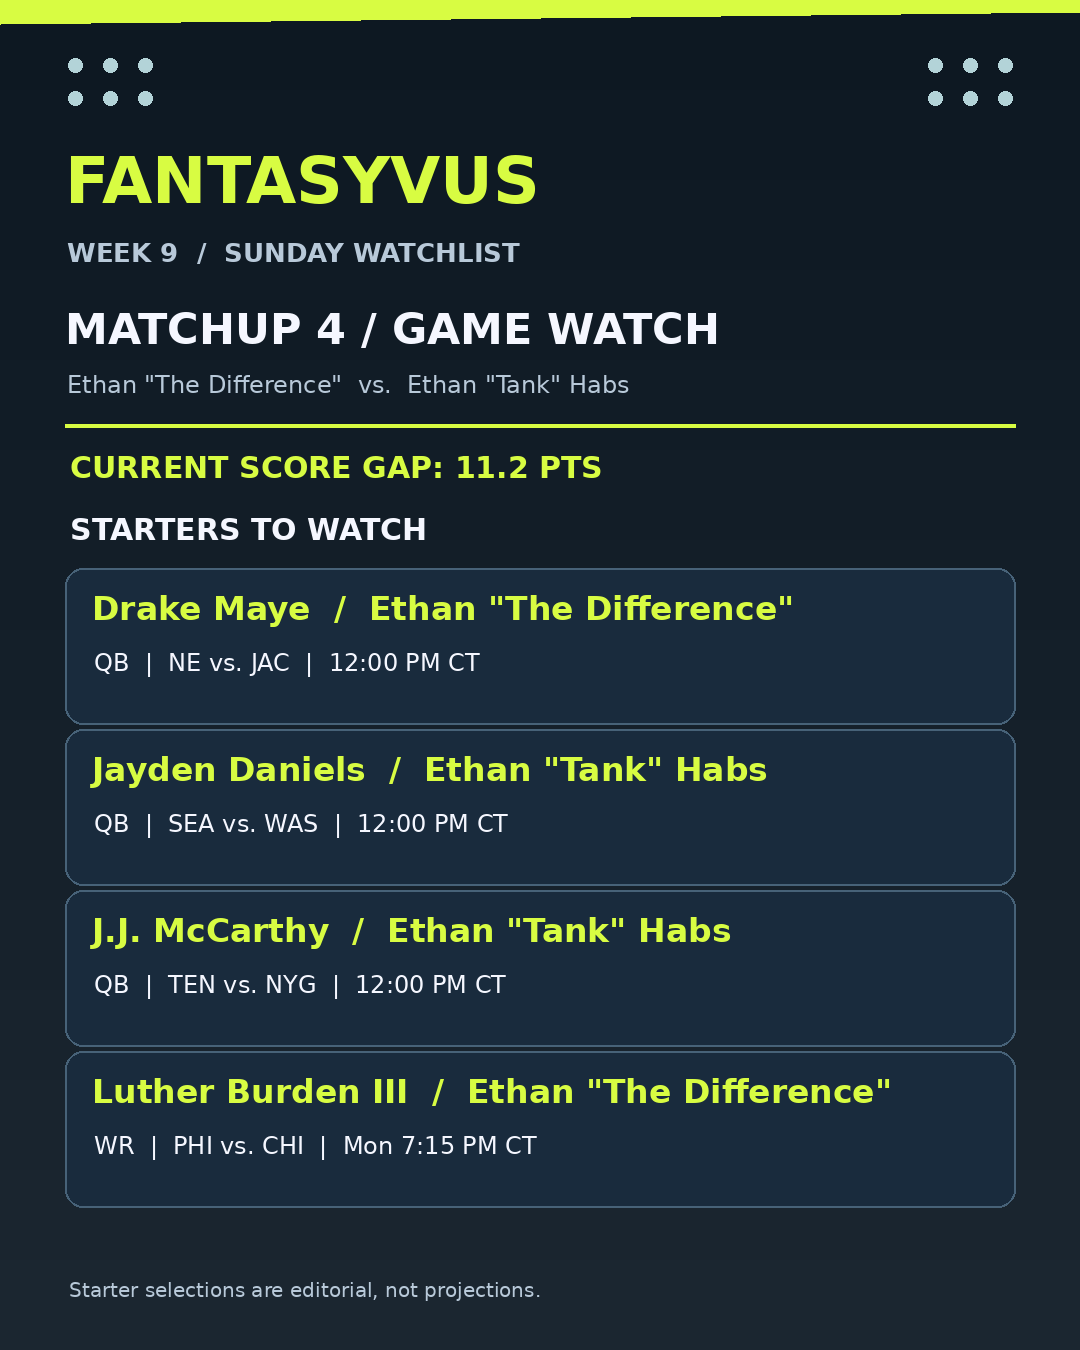 FANTASYVUS
WEEK 9 / SUNDAY WATCHLIST
MATCHUP 4 / GAME WATCH
Ethan "The Difference" vs. Ethan "Tank" Habs
CURRENT SCORE GAP: 11.2 PTS
STARTERS TO WATCH
Drake Maye / Ethan "The Difference"
QB | NE vs. JAC | 12:00 PM CT
Jayden Daniels / Ethan "Tank" Habs
QB | SEA vs. WAS | 12:00 PM CT
J.J. McCarthy / Ethan "Tank" Habs
QB | TEN vs. NYG | 12:00 PM CT
Luther Burden III / Ethan "The Difference"
WR | PHI vs. CHI | Mon 7:15 PM CT
Starter selections are editorial, not projections.